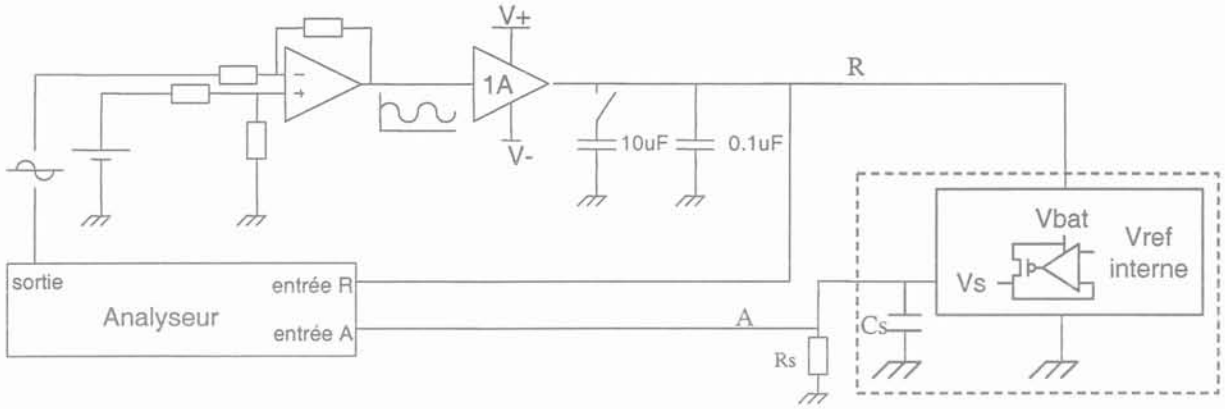 V+
−
+
1A
V-
R
10uF
0.1uF
Vbat
Vref
interne
Vs
sortie
entrée R
Analyseur
entrée A
A
Rs
Cs